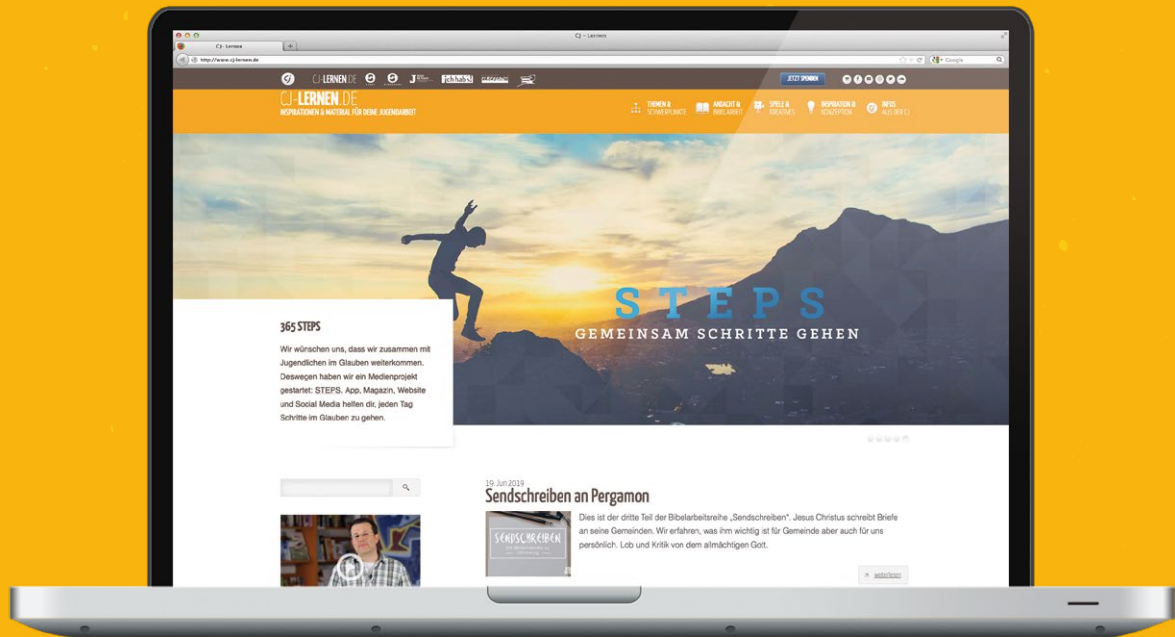 CJ - Lernen
CJ - Lernen
http://www.cj-lernen.de
Google
CJ-LERNEN.DE
ich hab's!
JETZT SPENDEN
CJ-LERNEN.DE
INSPIRATIONEN & MATERIAL FÜR DEINE JUGENDARBEIT
THEMEN &
SCHWERPUNKTE
ANDACHT &
BIBELARBEIT
SPIELE &
KREATIVES
INSPIRATION &
KONZEPTION
INFOS
AUS DER CJ
STEPS
GEMEINSAM SCHRITTE GEHEN
365 STEPS
Wir wünschen uns, dass wir zusammen mit
Jugendlichen im Glauben weiterkommen.
Deswegen haben wir ein Medienprojekt
gestartet: STEPS. App, Magazin, Website
und Social Media helfen dir, jeden Tag
Schritte im Glauben zu gehen.
19. Jun 2019
Sendschreiben an Pergamon
SENDSCHREIBEN
Dies ist der dritte Teil der Bibelarbeitsreihe „Sendschreiben". Jesus Christus schreibt Briefe
an seine Gemeinden. Wir erfahren, was ihm wichtig ist für Gemeinde aber auch für uns
persönlich. Lob und Kritik von dem allmächtigen Gott.
» weiterlesen